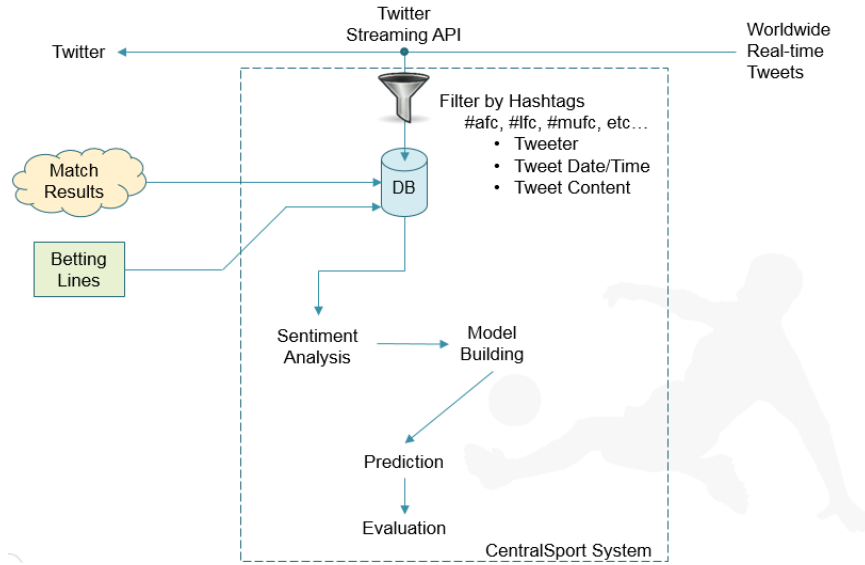 Twitter
Streaming API
Twitter
Worldwide
Real-time
Tweets
Filter by Hashtags
#afc, #lfc, #mufc, etc…
• Tweeter
• Tweet Date/Time
• Tweet Content
Match
Results
DB
Betting
Lines
Sentiment
Analysis
Model
Building
Prediction
Evaluation
CentralSport System